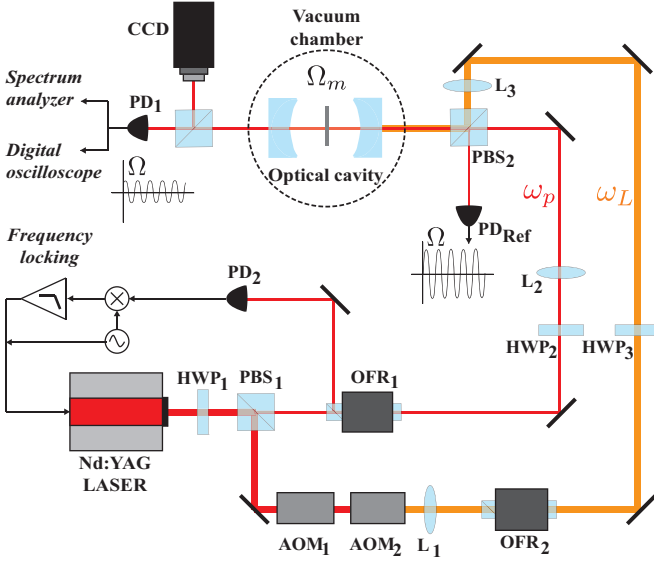 CCD
Vacuum
chamber
Spectrum
analyzer
PD1
Ωm
L3
PBS2
Digital
oscilloscope
Optical cavity
Ω
ωp
ωL
PDRef
Ω
Frequency
locking
PD2
L2
HWP2
HWP3
HWP1
PBS1
OFR1
Nd:YAG
LASER
AOM1
AOM2
L1
OFR2